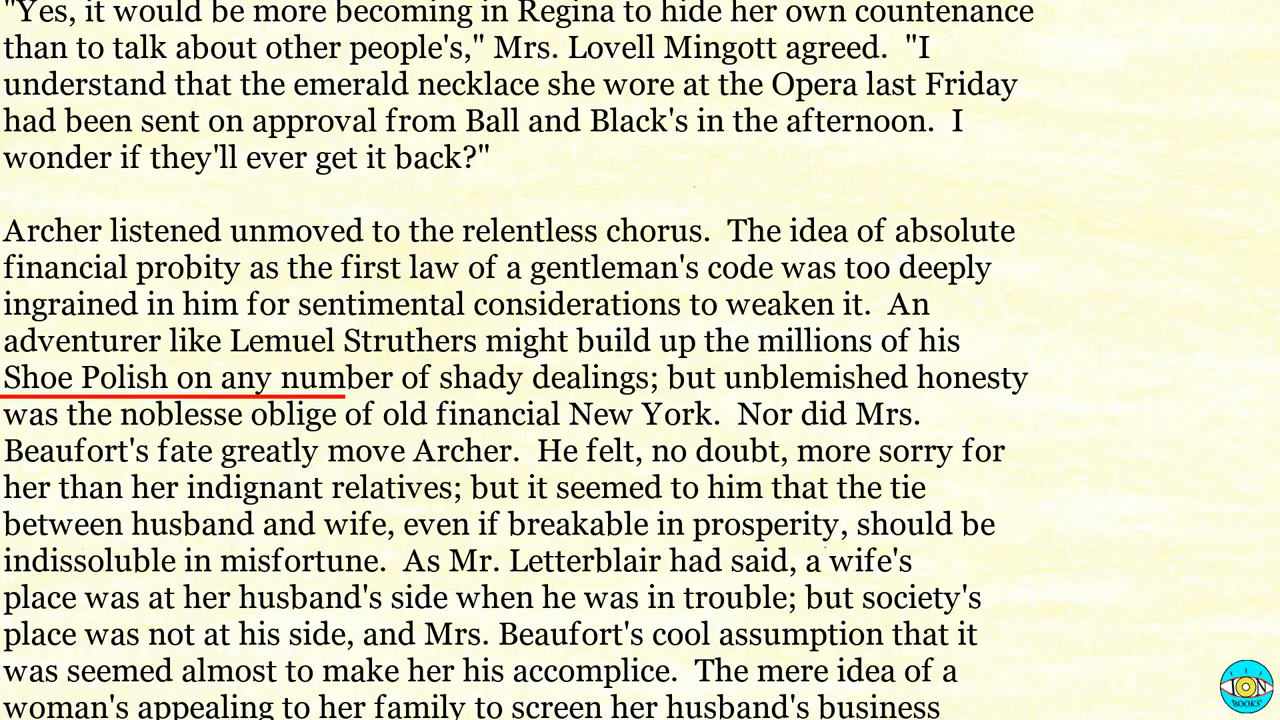 "Yes, it would be more becoming in Regina to hide her own countenance
than to talk about other people's," Mrs. Lovell Mingott agreed.  "I
understand that the emerald necklace she wore at the Opera last Friday
had been sent on approval from Ball and Black's in the afternoon.  I
wonder if they'll ever get it back?"

Archer listened unmoved to the relentless chorus.  The idea of absolute
financial probity as the first law of a gentleman's code was too deeply
ingrained in him for sentimental considerations to weaken it.  An
adventurer like Lemuel Struthers might build up the millions of his
Shoe Polish on any number of shady dealings; but unblemished honesty
was the noblesse oblige of old financial New York.  Nor did Mrs.
Beaufort's fate greatly move Archer.  He felt, no doubt, more sorry for
her than her indignant relatives; but it seemed to him that the tie
between husband and wife, even if breakable in prosperity, should be
indissoluble in misfortune.  As Mr. Letterblair had said, a wife's
place was at her husband's side when he was in trouble; but society's
place was not at his side, and Mrs. Beaufort's cool assumption that it
was seemed almost to make her his accomplice.  The mere idea of a
woman's appealing to her family to screen her husband's business
ION
BOOKS